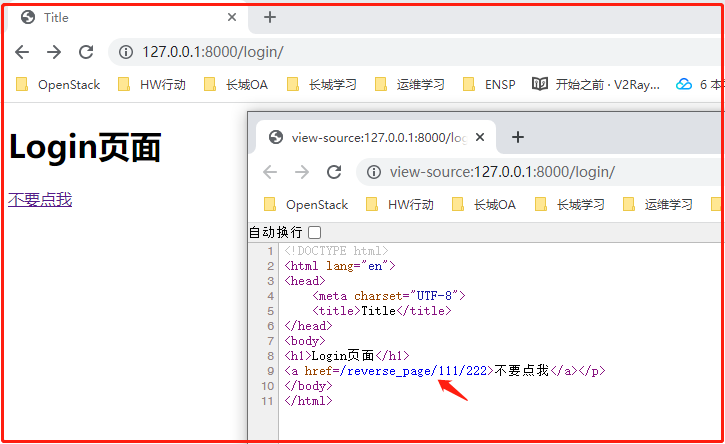 Title
127.0.0.1:8000/login/
OpenStack HW行动 长城OA 长城学习 运维学习 ENSP 开始之前 · V2Ray... 6 本
Login页面
不要点我
view-source:127.0.0.1:8000/log
view-source:127.0.0.1:8000/login/
OpenStack HW行动 长城OA 长城学习 运维学习
自动换行
1 <!DOCTYPE html>
2 <html lang="en">
3 <head>
4 <meta charset="UTF-8">
5 <title>Title</title>
6 </head>
7 <body>
8 <h1>Login页面</h1>
9 <a href=/reverse_page/111/222>不要点我</a></p>
10 </body>
11 </html>